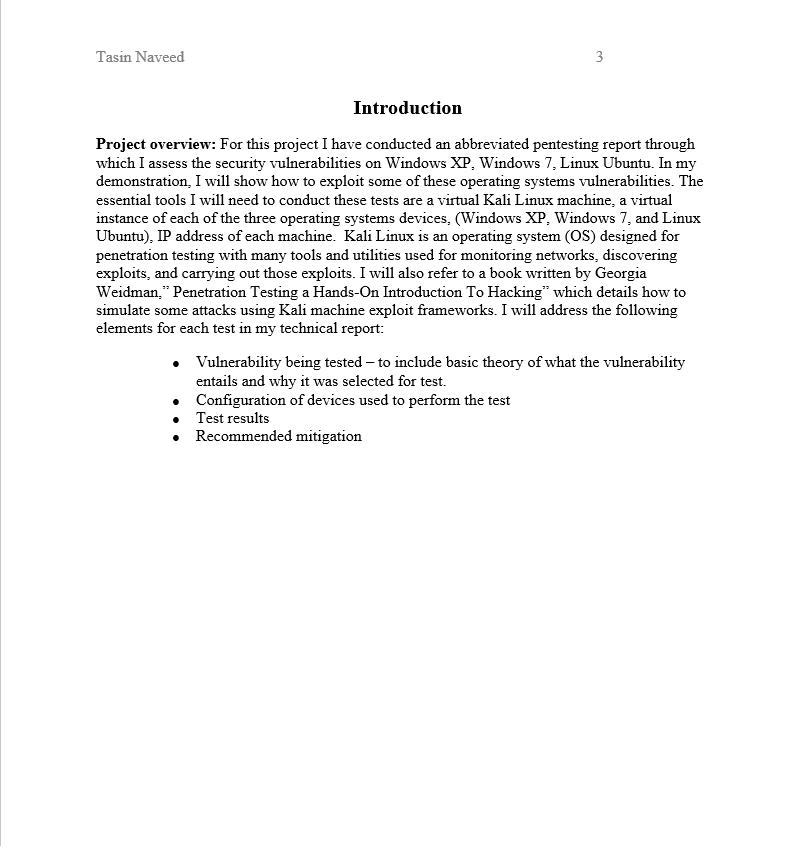 Tasin Naveed 3
Introduction
Project overview: For this project I have conducted an abbreviated pentesting report through
which I assess the security vulnerabilities on Windows XP, Windows 7, Linux Ubuntu. In my
demonstration, I will show how to exploit some of these operating systems vulnerabilities. The
essential tools I will need to conduct these tests are a virtual Kali Linux machine, a virtual
instance of each of the three operating systems devices, (Windows XP, Windows 7, and Linux
Ubuntu), IP address of each machine.  Kali Linux is an operating system (OS) designed for
penetration testing with many tools and utilities used for monitoring networks, discovering
exploits, and carrying out those exploits. I will also refer to a book written by Georgia
Weidman,” Penetration Testing a Hands-On Introduction To Hacking” which details how to
simulate some attacks using Kali machine exploit frameworks. I will address the following
elements for each test in my technical report:
● Vulnerability being tested – to include basic theory of what the vulnerability
entails and why it was selected for test.
● Configuration of devices used to perform the test
● Test results
● Recommended mitigation